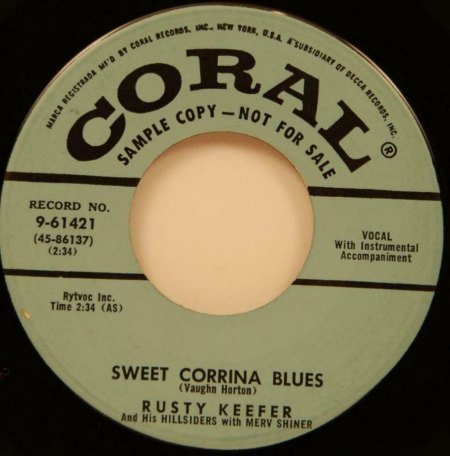 MARCA REGISTRADA MF'D BY CORAL RECORDS, INC., NEW YORK, U.S.A. A SUBSIDIARY OF DECCA RECORDS, INC.
CORAL®
SAMPLE COPY—NOT FOR SALE
RECORD NO.
9-61421
(45-86137)
(2:34)
VOCAL
With Instrumental
Accompaniment
Rytvoc Inc.
Time 2:34 (AS)
SWEET CORRINA BLUES
(Vaughn Horton)
RUSTY KEEFER
And His HILLSIDERS with MERV SHINER